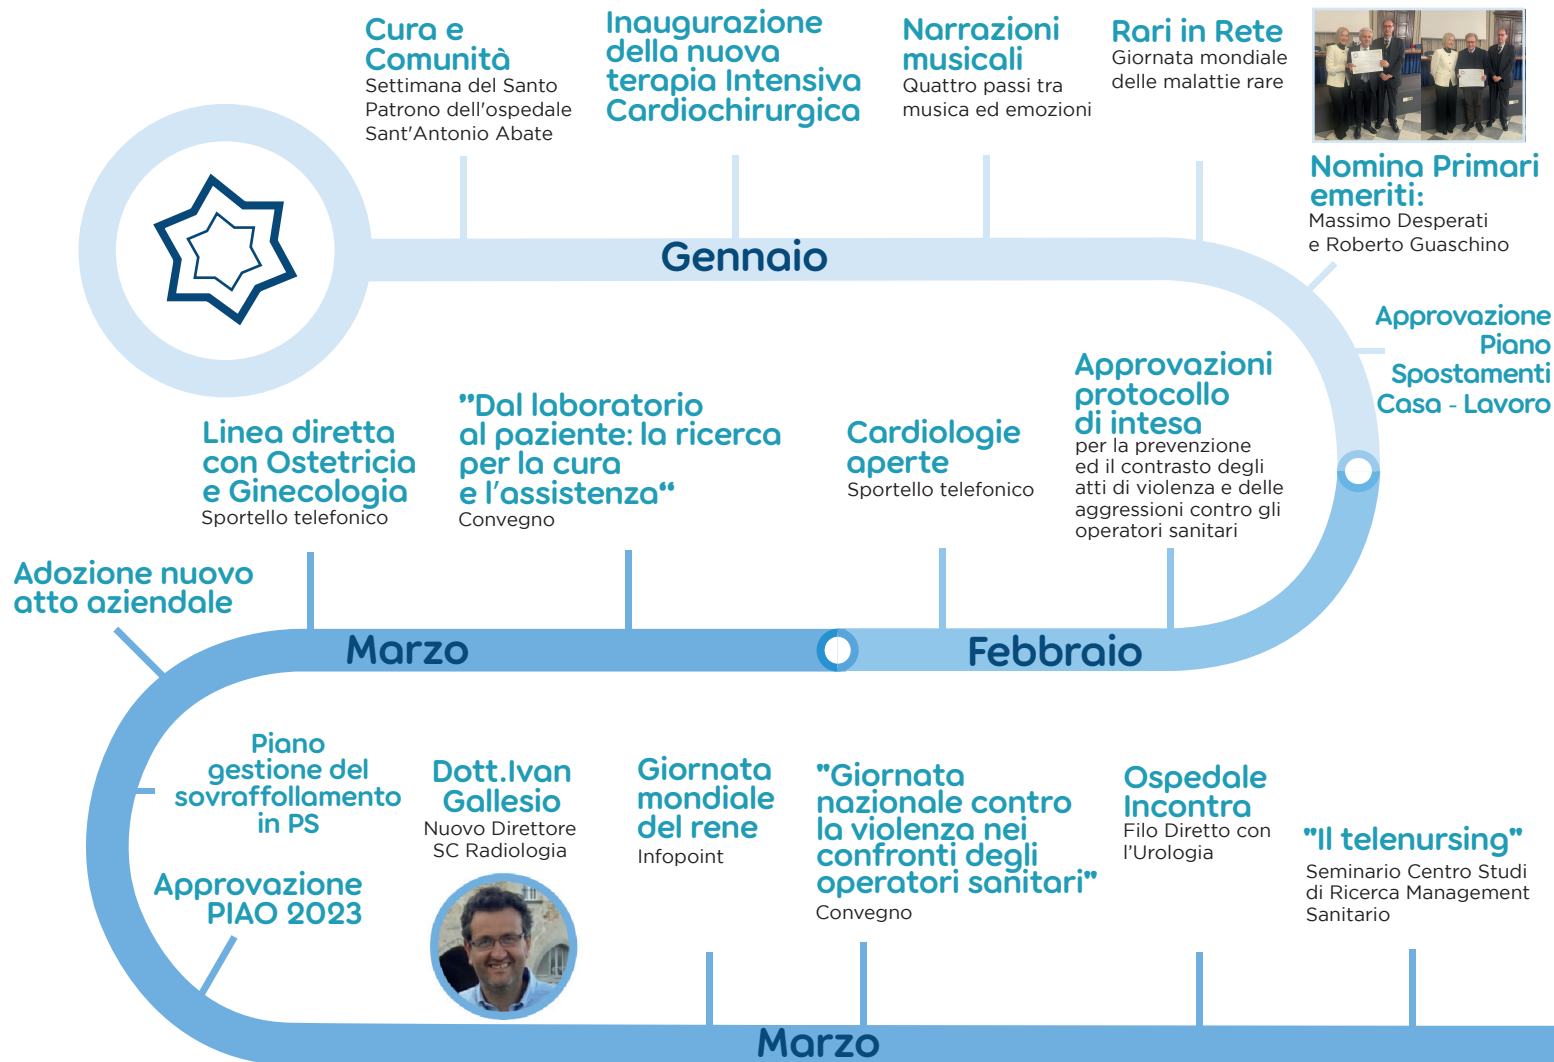 Cura e
Comunità
Settimana del Santo
Patrono dell'ospedale
Sant'Antonio Abate
Inaugurazione
della nuova
terapia Intensiva
Cardiochirurgica
Narrazioni
musicali
Quattro passi tra
musica ed emozioni
Rari in Rete
Giornata mondiale
delle malattie rare
Nomina Primari
emeriti:
Massimo Desperati
e Roberto Guaschino
Gennaio
Approvazione
Piano
Spostamenti
Casa - Lavoro
Approvazioni
protocollo
di intesa
per la prevenzione
ed il contrasto degli
atti di violenza e delle
aggressioni contro gli
operatori sanitari
Cardiologie
aperte
Sportello telefonico
Febbraio
"Dal laboratorio
al paziente: la ricerca
per la cura
e l'assistenza“
Convegno
Linea diretta
con Ostetricia
e Ginecologia
Sportello telefonico
Marzo
Adozione nuovo
atto aziendale
Piano
gestione del
sovraffollamento
in PS
Approvazione
PIAO 2023
Dott.Ivan
Gallesio
Nuovo Direttore
SC Radiologia
Giornata
mondiale
del rene
Infopoint
"Giornata
nazionale contro
la violenza nei
confronti degli
operatori sanitari"
Convegno
Ospedale
Incontra
Filo Diretto con
l'Urologia
"Il telenursing"
Seminario Centro Studi
di Ricerca Management
Sanitario
Marzo